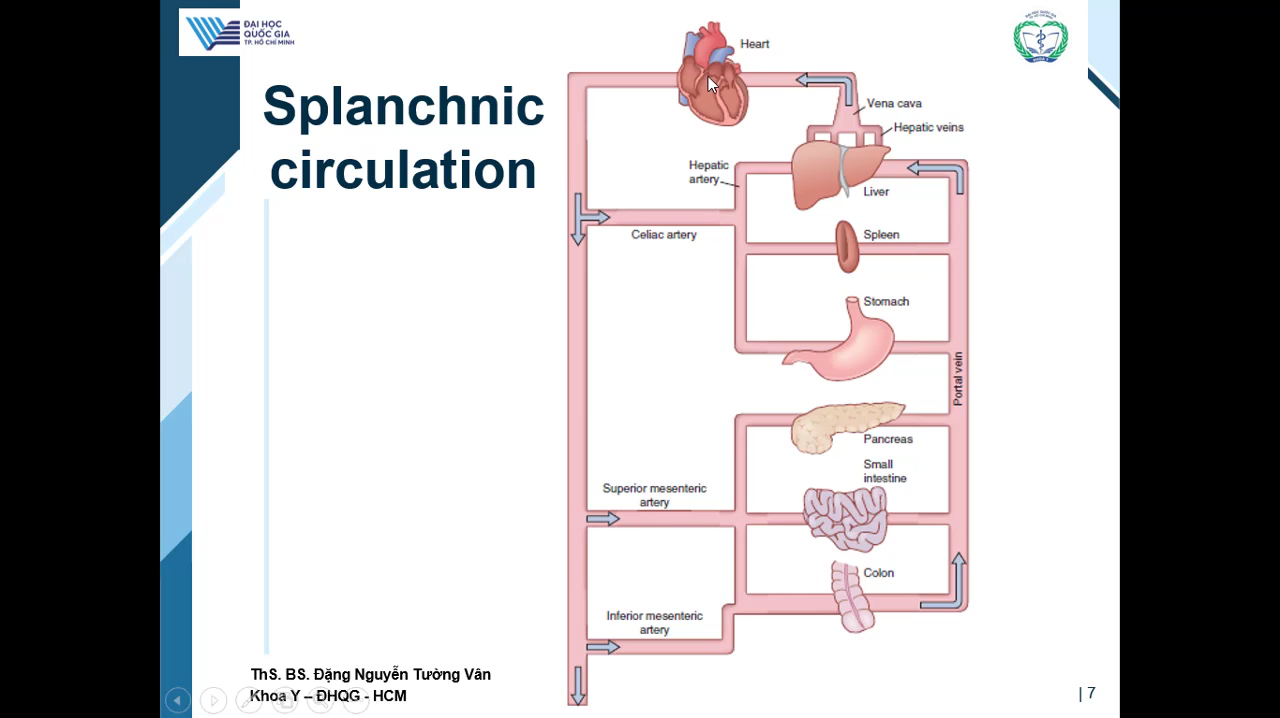 ĐẠI HỌC
QUỐC GIA
TP. HỒ CHÍ MINH
Splanchnic
circulation
Heart
Vena cava
Hepatic veins
Hepatic
artery
Liver
Celiac artery
Spleen
Stomach
Portal vein
Pancreas
Small
intestine
Superior mesenteric
artery
Colon
Inferior mesenteric
artery
ThS. BS. Đặng Nguyễn Tường Vân
Khoa Y – ĐHQG - HCM
| 7